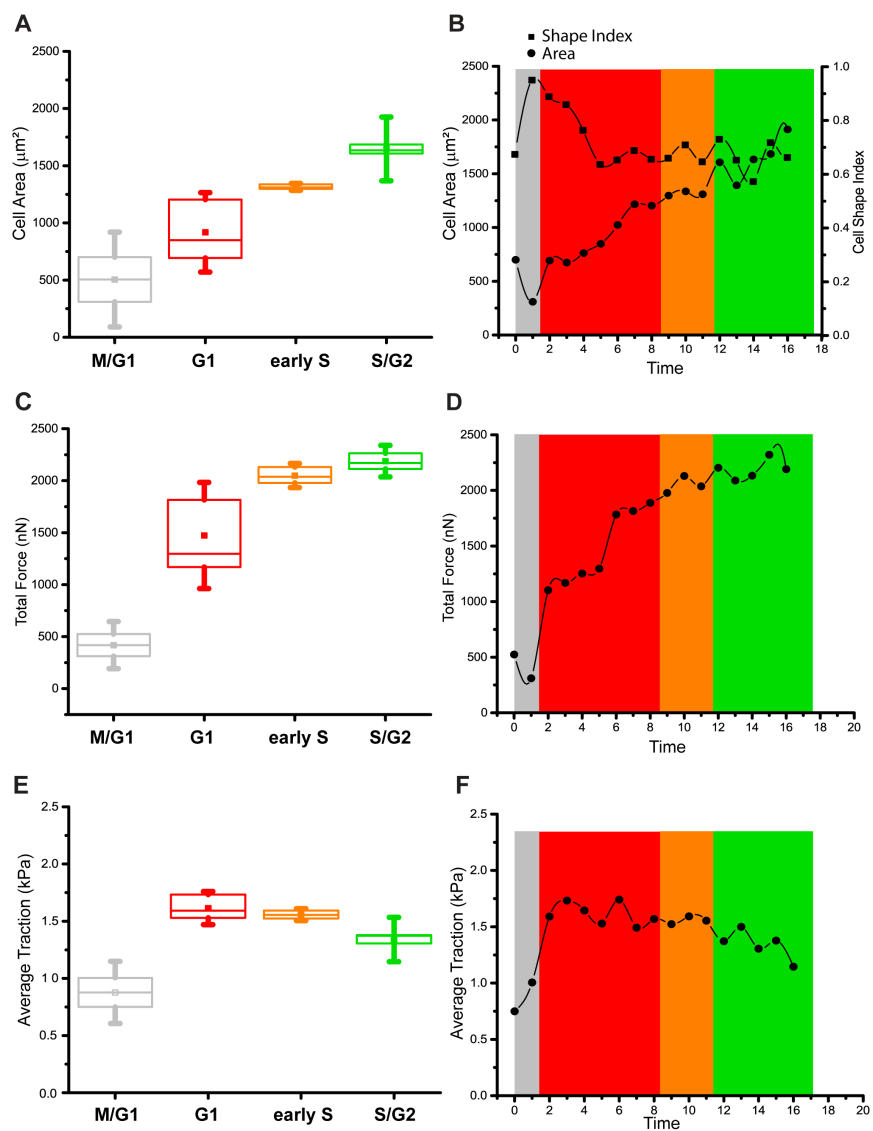 A
2500
2000
1500
1000
500
0
Cell Area (μm²)
M/G1 G1 early S S/G2
B
Shape Index
Area
2500
2000
1500
1000
500
0
Cell Area (μm²)
1.0
0.8
0.6
0.4
0.2
0.0
Cell Shape Index
0 2 4 6 8 10 12 14 16 18
Time
C
2500
2000
1500
1000
500
0
Total Force (nN)
M/G1 G1 early S S/G2
D
2500
2000
1500
1000
500
0
Total Force (nN)
0 2 4 6 8 10 12 14 16 18 20
Time
E
2.5
2.0
1.5
1.0
0.5
0.0
Average Traction (kPa)
M/G1 G1 early S S/G2
F
2.5
2.0
1.5
1.0
0.5
0.0
Average Traction (kPa)
0 2 4 6 8 10 12 14 16 18 20
Time